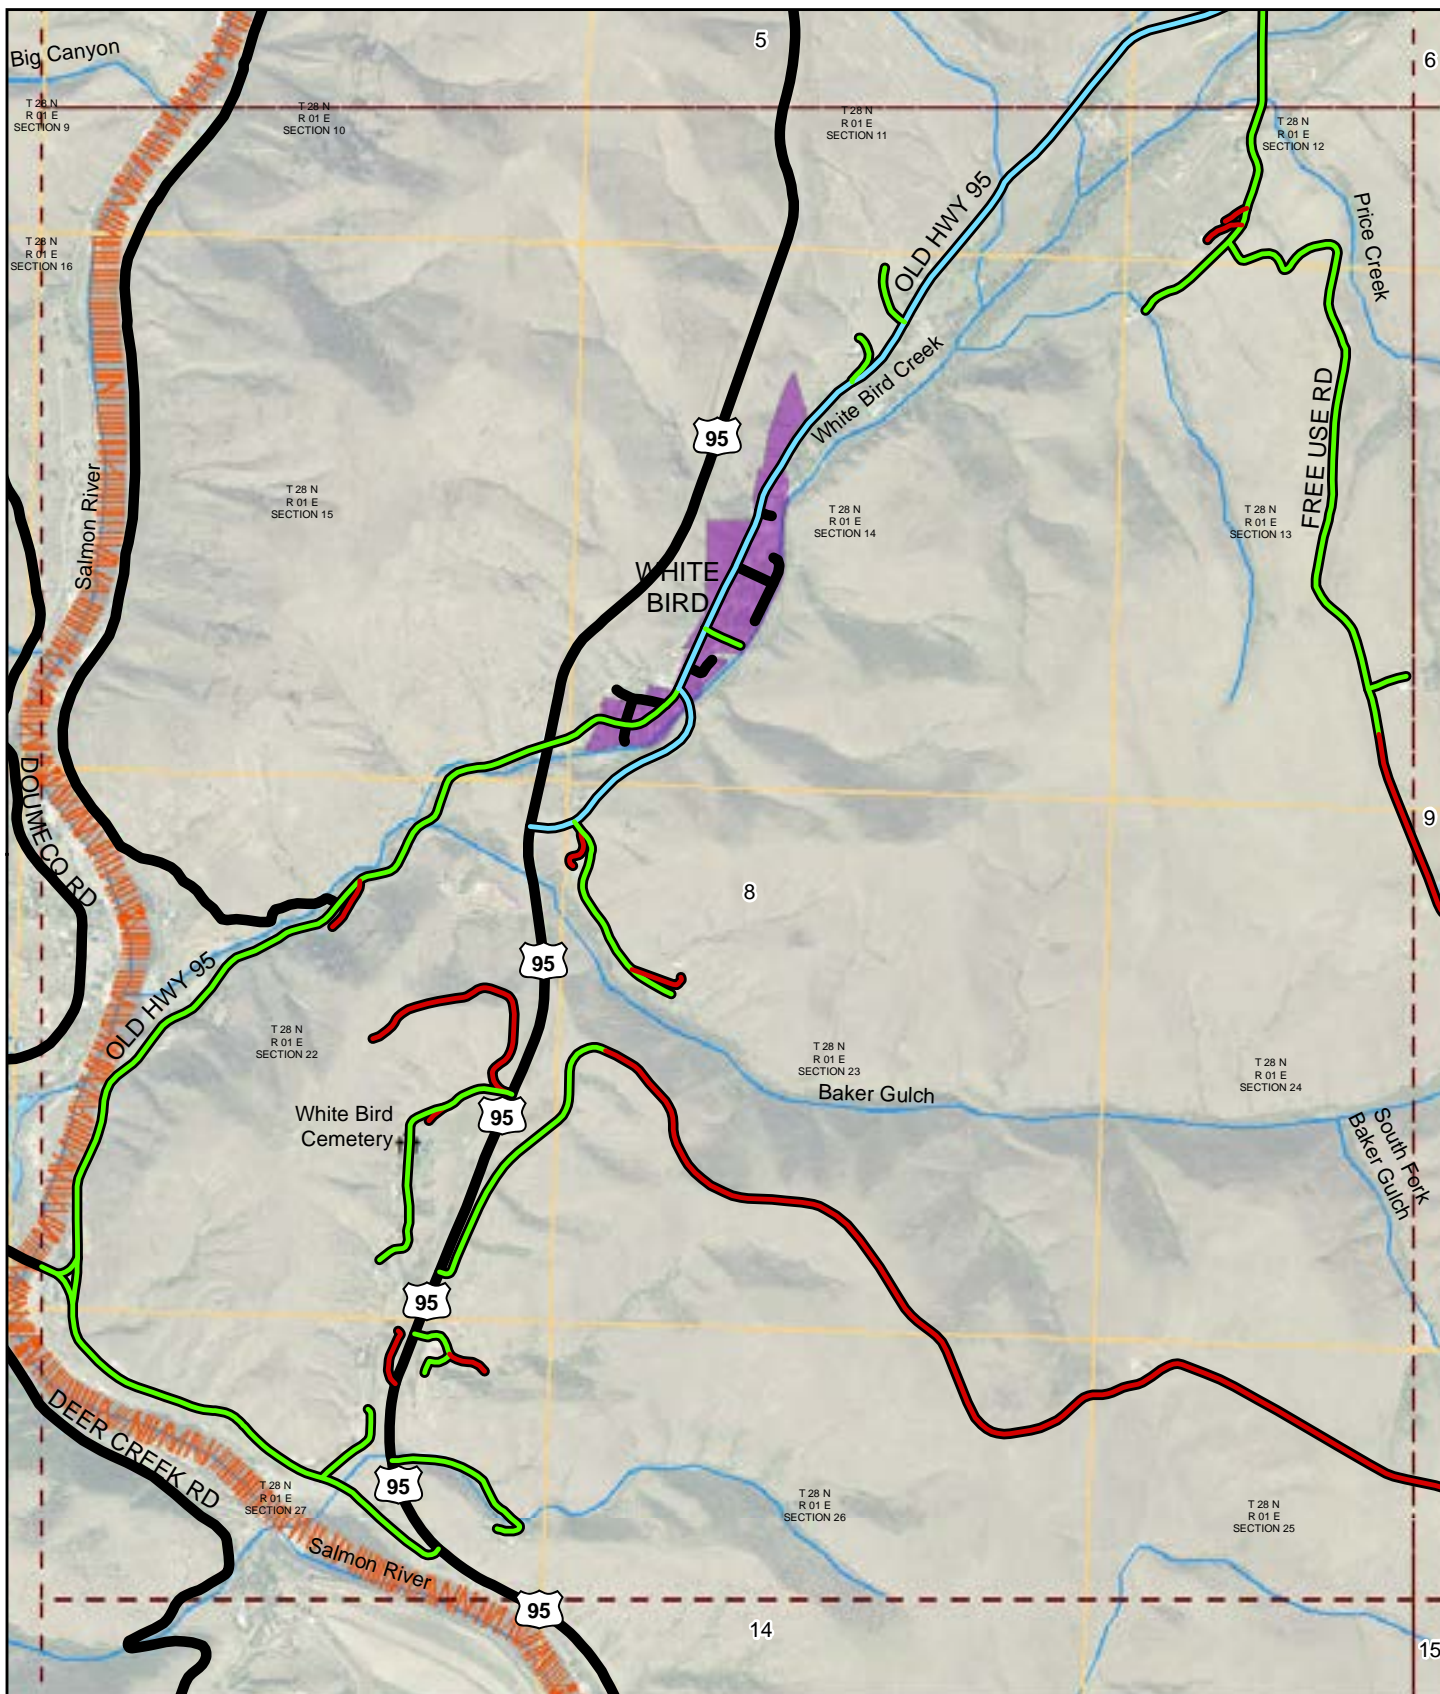 5
6
Big Canyon
T 28 N
R 01 E
SECTION 9
T 28 N
R 01 E
SECTION 10
T 28 N
R 01 E
SECTION 11
T 28 N
R 01 E
SECTION 12
OLD HWY 95
Price Creek
T 28 N
R 01 E
SECTION 16
White Bird Creek
95
FREE USE RD
Salmon River
T 28 N
R 01 E
SECTION 15
T 28 N
R 01 E
SECTION 14
T 28 N
R 01 E
SECTION 13
WHITE
BIRD
DOUMECQ RD
9
8
95
OLD HWY 95
T 28 N
R 01 E
SECTION 22
T 28 N
R 01 E
SECTION 23
T 28 N
R 01 E
SECTION 24
Baker Gulch
White Bird
Cemetery
95
South Fork
Baker Gulch
95
DEER CREEK RD
95
T 28 N
R 01 E
SECTION 27
T 28 N
R 01 E
SECTION 26
T 28 N
R 01 E
SECTION 25
Salmon River
95
14
15